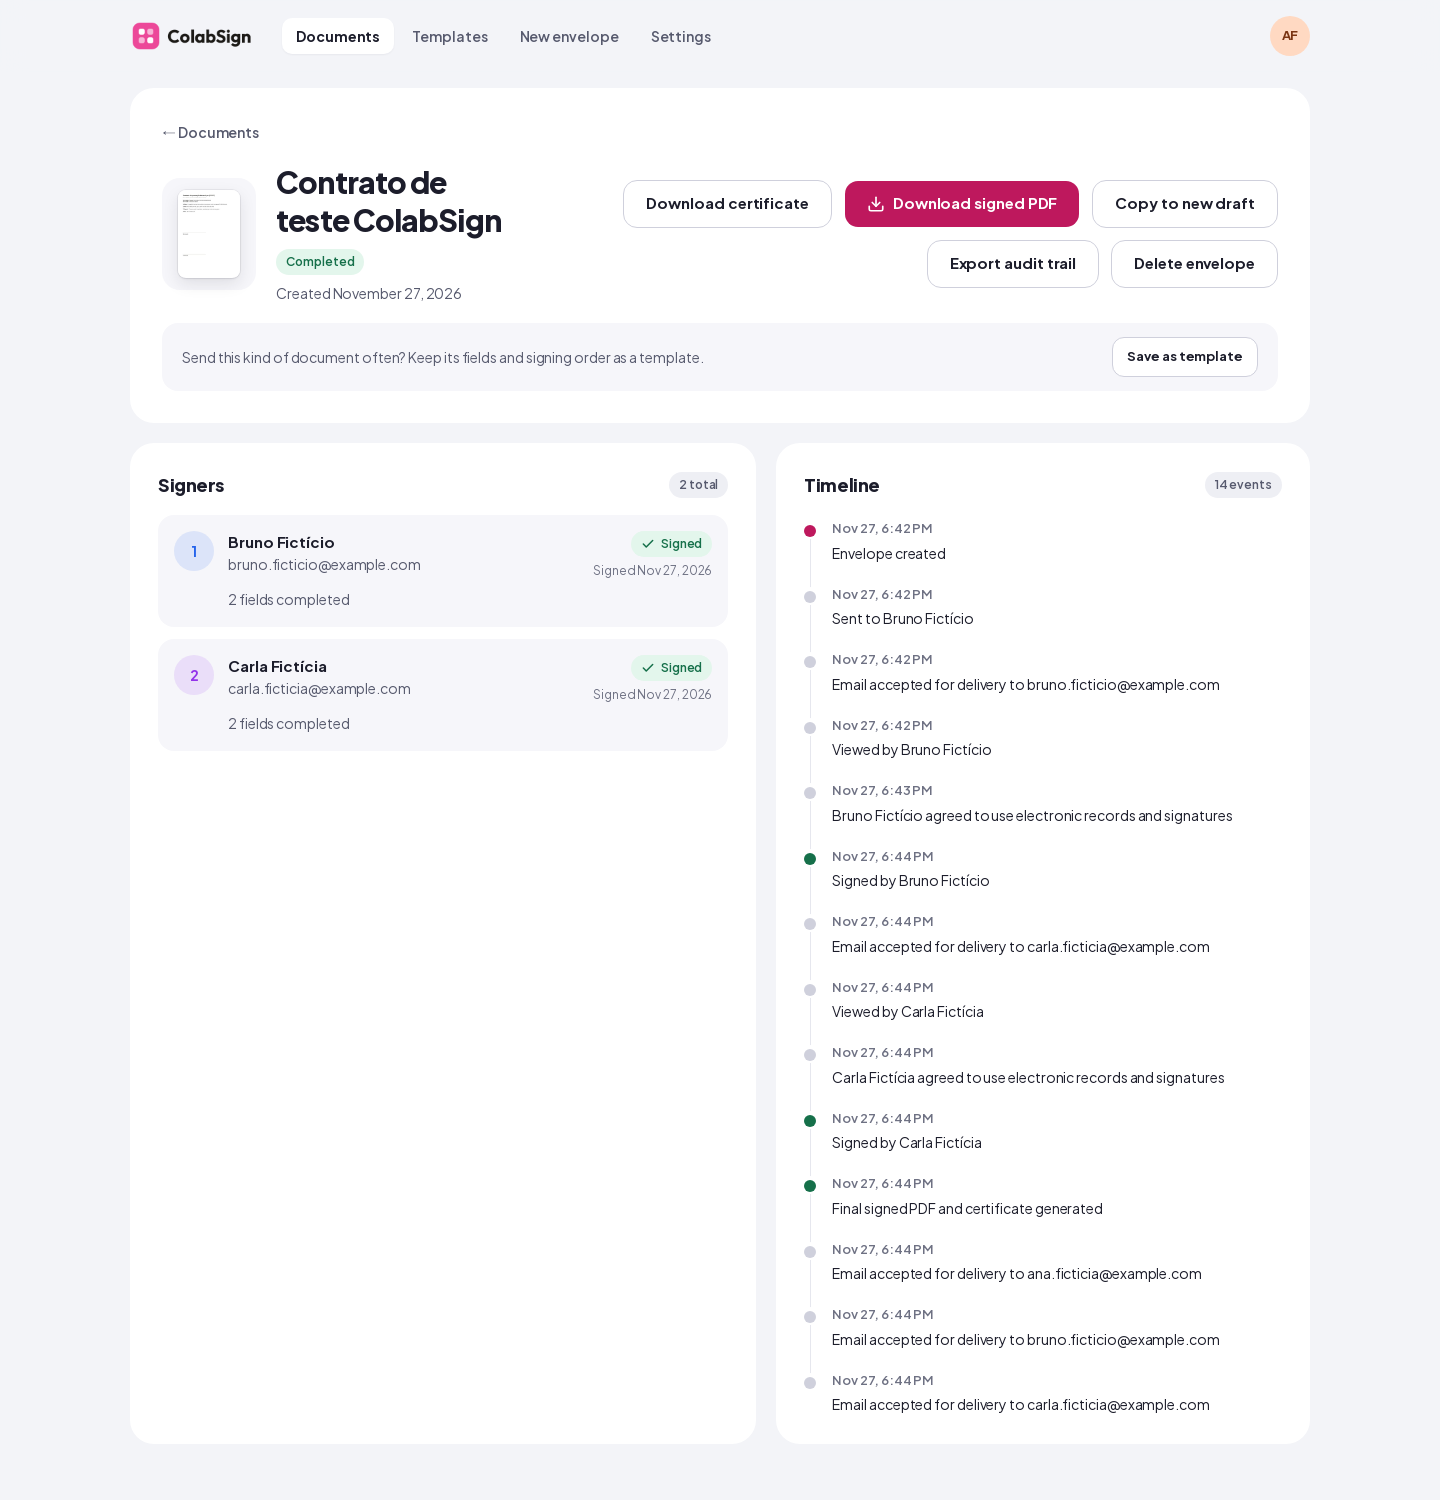 ColabSign
Documents
Templates
New envelope
Settings
AF
← Documents
Contrato de
teste ColabSign
Completed
Created November 27, 2026
Download certificate
Download signed PDF
Copy to new draft
Export audit trail
Delete envelope
Send this kind of document often? Keep its fields and signing order as a template.
Save as template
Signers
2 total
1
Bruno Fictício
bruno.ficticio@example.com
2 fields completed
Signed
Signed Nov 27, 2026
2
Carla Fictícia
carla.ficticia@example.com
2 fields completed
Signed
Signed Nov 27, 2026
Timeline
14 events
Nov 27, 6:42 PM
Envelope created
Nov 27, 6:42 PM
Sent to Bruno Fictício
Nov 27, 6:42 PM
Email accepted for delivery to bruno.ficticio@example.com
Nov 27, 6:42 PM
Viewed by Bruno Fictício
Nov 27, 6:43 PM
Bruno Fictício agreed to use electronic records and signatures
Nov 27, 6:44 PM
Signed by Bruno Fictício
Nov 27, 6:44 PM
Email accepted for delivery to carla.ficticia@example.com
Nov 27, 6:44 PM
Viewed by Carla Fictícia
Nov 27, 6:44 PM
Carla Fictícia agreed to use electronic records and signatures
Nov 27, 6:44 PM
Signed by Carla Fictícia
Nov 27, 6:44 PM
Final signed PDF and certificate generated
Nov 27, 6:44 PM
Email accepted for delivery to ana.ficticia@example.com
Nov 27, 6:44 PM
Email accepted for delivery to bruno.ficticio@example.com
Nov 27, 6:44 PM
Email accepted for delivery to carla.ficticia@example.com